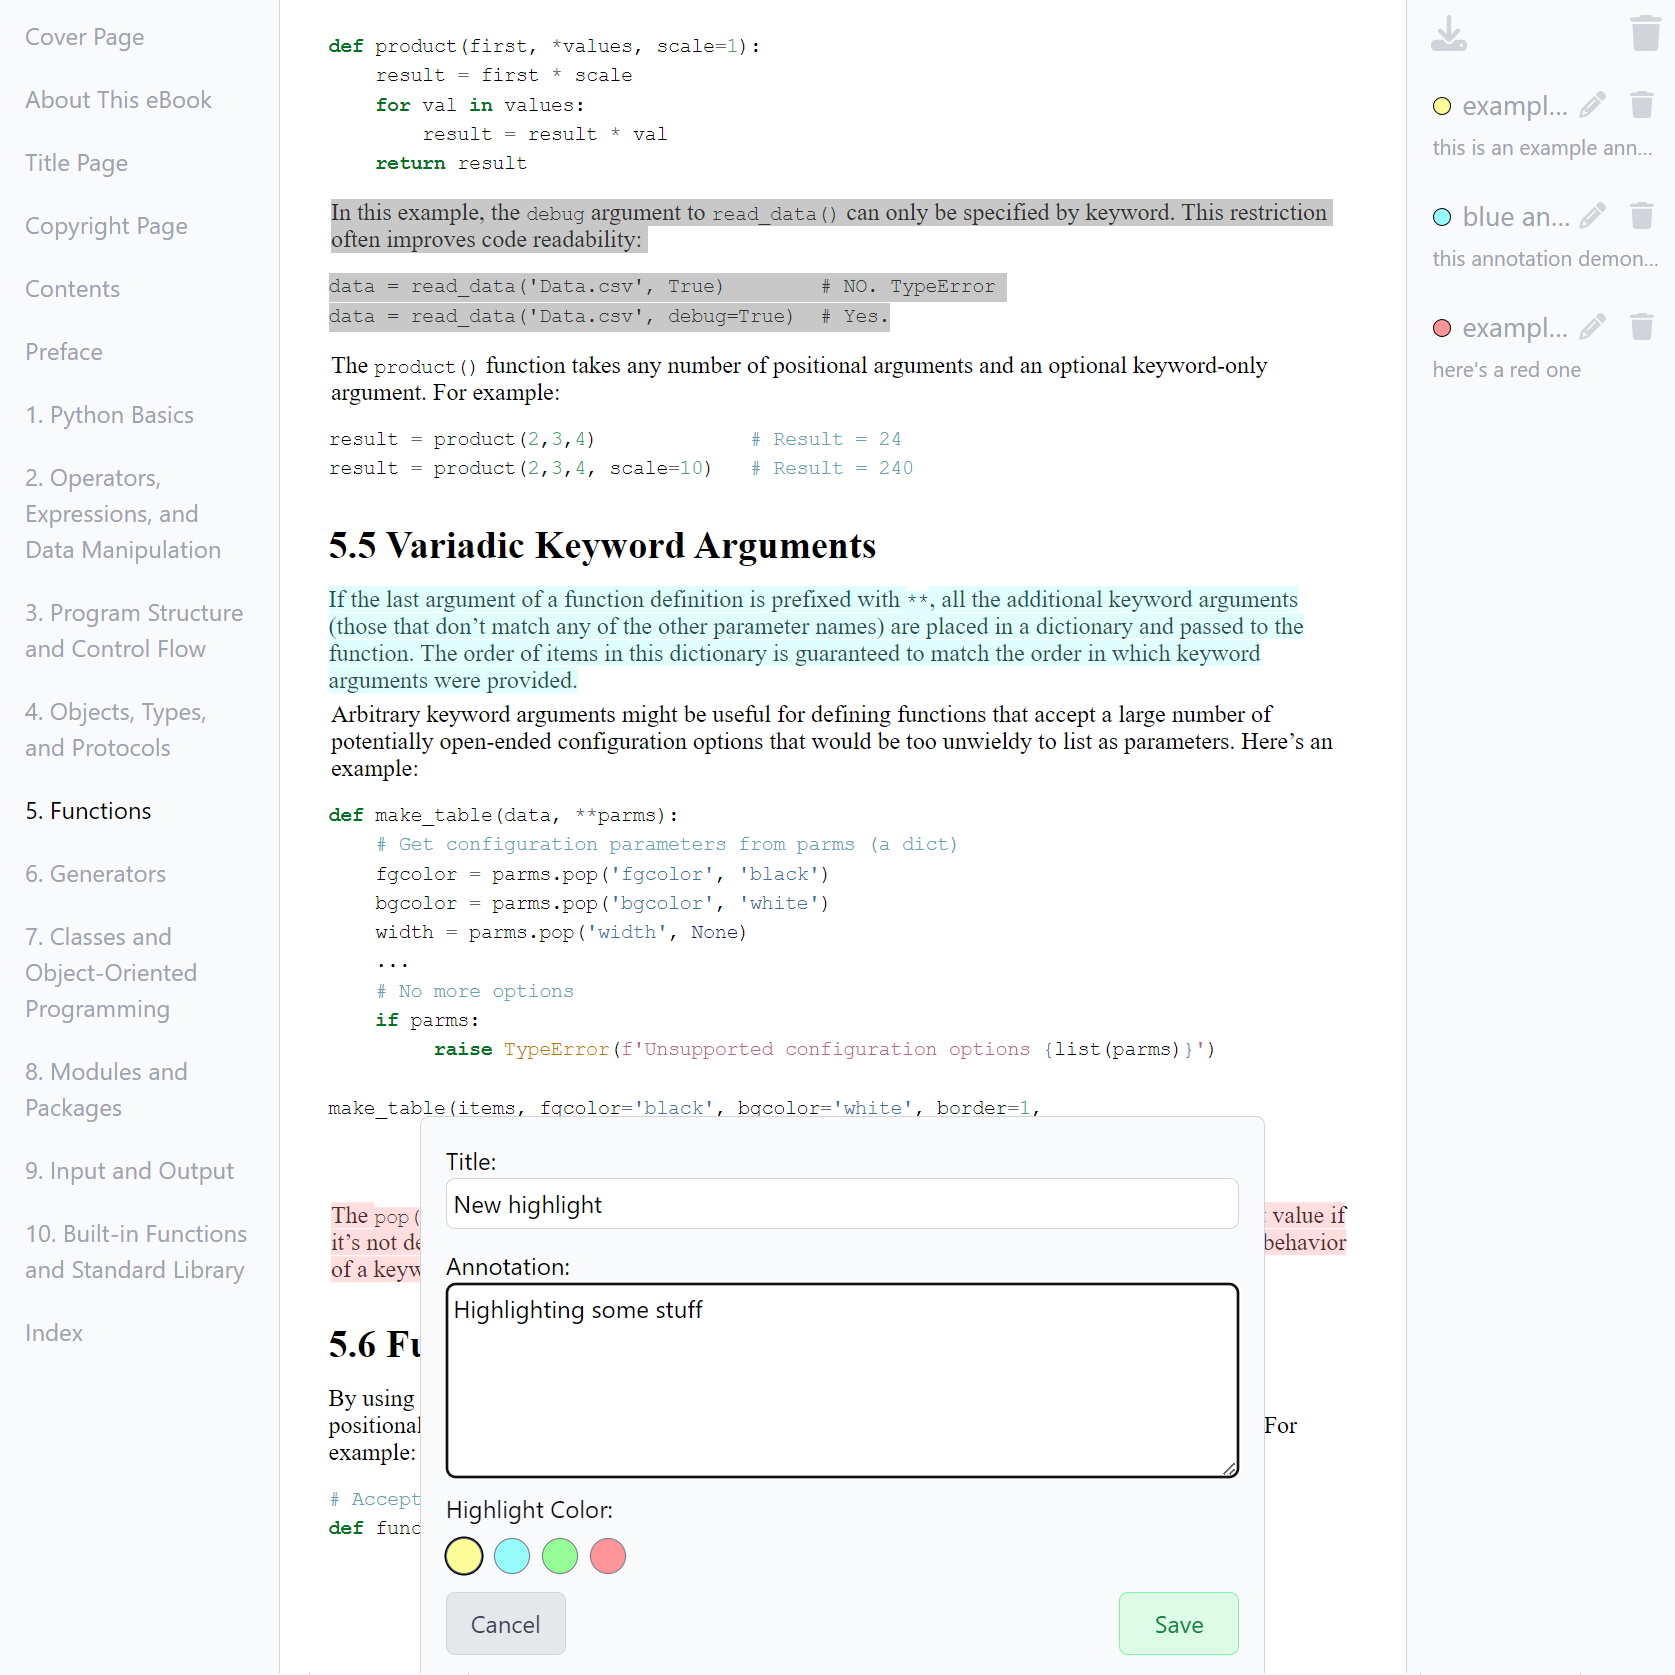 Cover Page
About This eBook
Title Page
Copyright Page
Contents
Preface
1. Python Basics
2. Operators,
Expressions, and
Data Manipulation
3. Program Structure
and Control Flow
4. Objects, Types,
and Protocols
5. Functions
6. Generators
7. Classes and
Object-Oriented
Programming
8. Modules and
Packages
9. Input and Output
10. Built-in Functions
and Standard Library
Index
def product(first, *values, scale=1):
    result = first * scale
    for val in values:
        result = result * val
    return result
In this example, the debug argument to read_data() can only be specified by keyword. This restriction
often improves code readability:
data = read_data('Data.csv', True)        # NO. TypeError
data = read_data('Data.csv', debug=True)  # Yes.
The product() function takes any number of positional arguments and an optional keyword-only
argument. For example:
result = product(2,3,4)             # Result = 24
result = product(2,3,4, scale=10)   # Result = 240
5.5 Variadic Keyword Arguments
If the last argument of a function definition is prefixed with **, all the additional keyword arguments
(those that don’t match any of the other parameter names) are placed in a dictionary and passed to the
function. The order of items in this dictionary is guaranteed to match the order in which keyword
arguments were provided.
Arbitrary keyword arguments might be useful for defining functions that accept a large number of
potentially open-ended configuration options that would be too unwieldy to list as parameters. Here’s an
example:
def make_table(data, **parms):
    # Get configuration parameters from parms (a dict)
    fgcolor = parms.pop('fgcolor', 'black')
    bgcolor = parms.pop('bgcolor', 'white')
    width = parms.pop('width', None)
    ...
    # No more options
    if parms:
         raise TypeError(f'Unsupported configuration options {list(parms)}')
make_table(items, fgcolor='black', bgcolor='white', border=1,
The pop( value if
it’s not de behavior
of a keyw
5.6 Fu
By using
positional For
example:
# Accept
def func
Title:
New highlight
Annotation:
Highlighting some stuff
Highlight Color:
Cancel
Save
exampl...
this is an example ann...
blue an...
this annotation demon...
exampl...
here's a red one